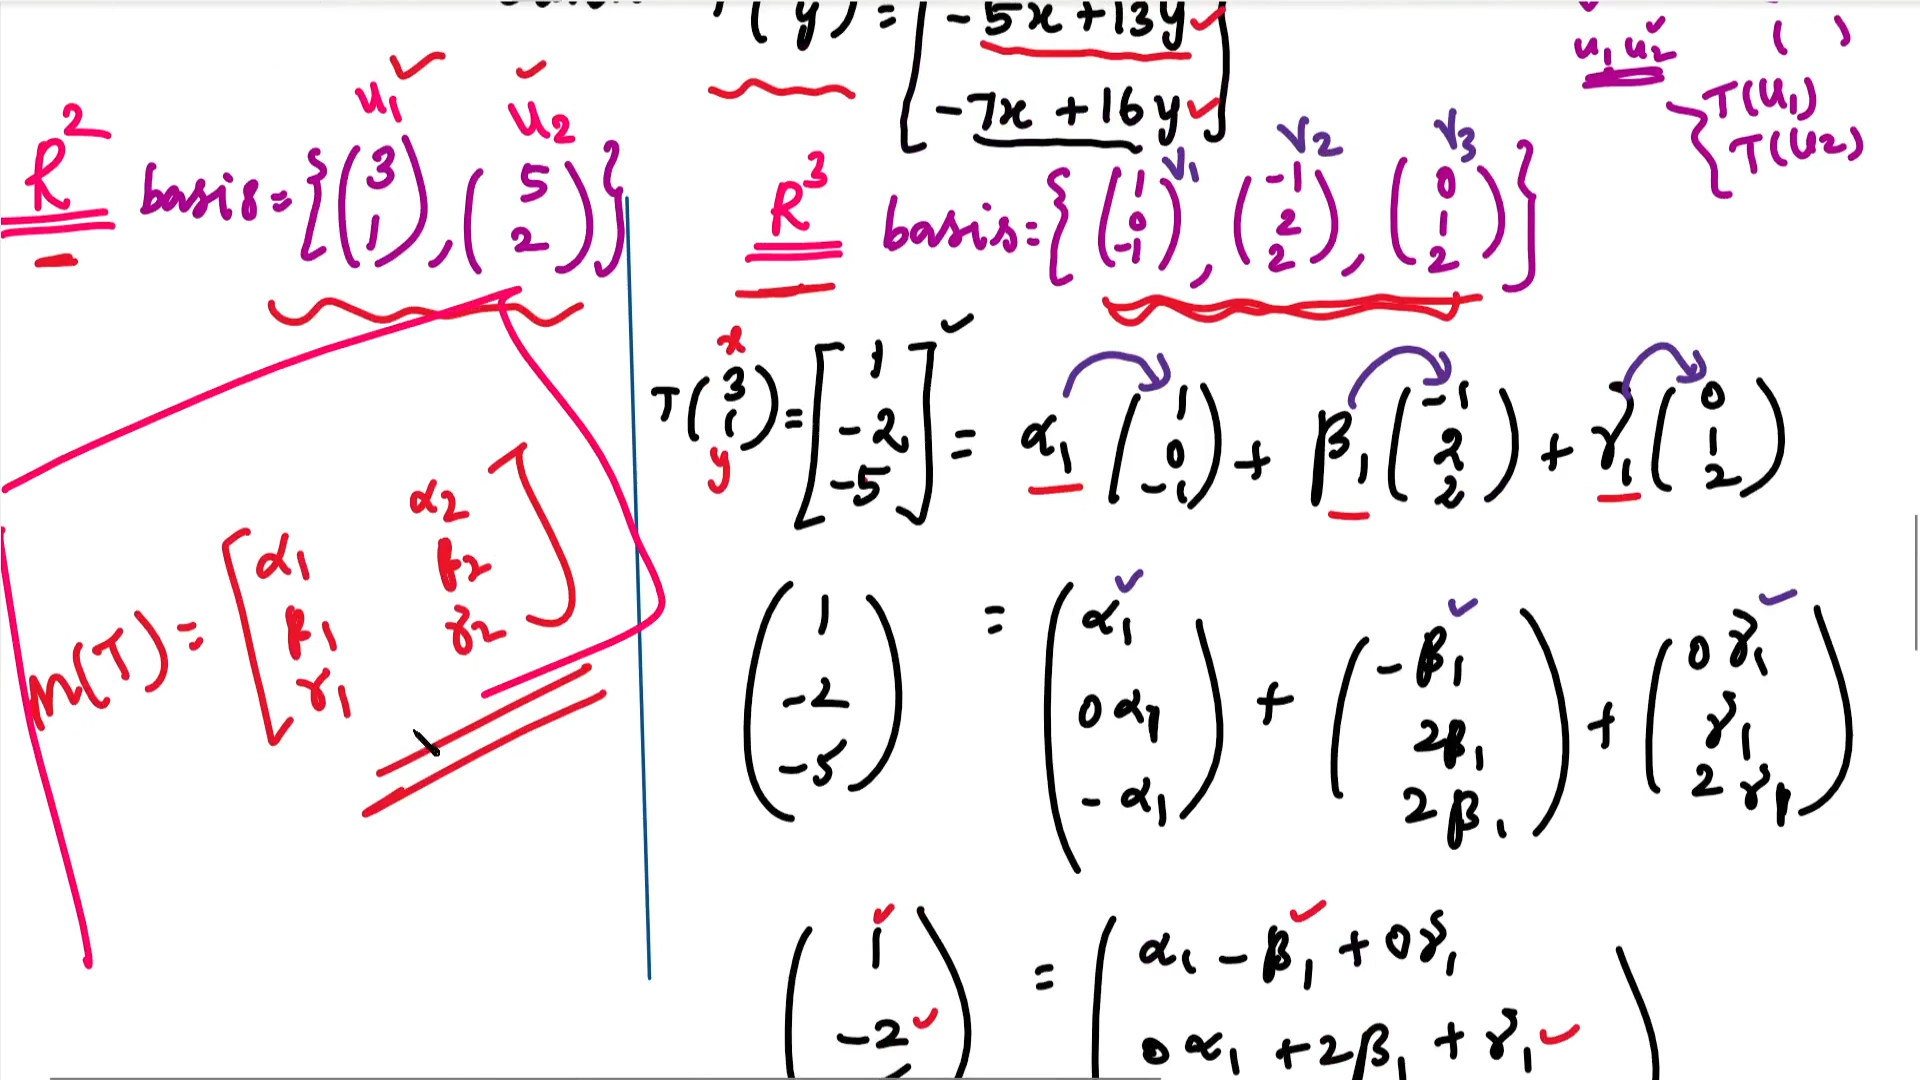 T( y ) = [ -5x + 13y
-7x + 16y ]
u1 u2
( )
T(u1)
T(u2)
R² basis = { (3 1), (5 2) }
u1 u2
R³ basis = { (1 0 -1), (-1 2 2), (0 1 2) }
v1 v2 v3
x
T(3 1) = [1 -2 -5] = α1 (1 0 -1) + β1 (-1 2 2) + γ1 (0 1 2)
y
m(T) = [ α1 α2
β1 β2
γ1 γ2 ]
(1 -2 -5) = (α1 0α1 -α1) + (-β1 2β1 2β1) + (0γ1 γ1 2γ1)
(1 = (α1 - β1 + 0γ1
-2 0α1 + 2β1 + γ1